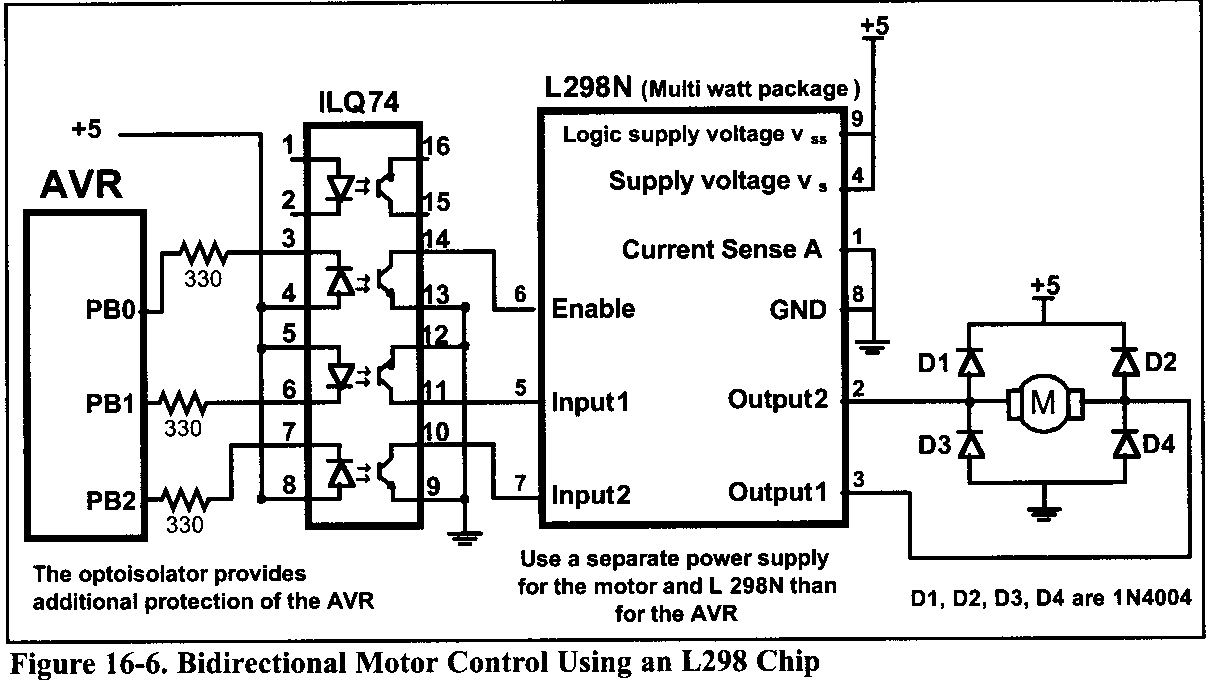 +5
L298N (Multi watt package)
ILQ74
+5
AVR
1
16
2
15
3
14
4
13
5
12
6
11
7
10
8
9
330
330
330
PB0
PB1
PB2
9
Logic supply voltage v ss
4
Supply voltage v s
1
Current Sense A
8
GND
6
Enable
5
Input1
7
Input2
2
Output2
3
Output1
+5
D1
D2
M
D3
D4
The optoisolator provides
additional protection of the AVR
Use a separate power supply
for the motor and L 298N than
for the AVR
D1, D2, D3, D4 are 1N4004
Figure 16-6. Bidirectional Motor Control Using an L298 Chip